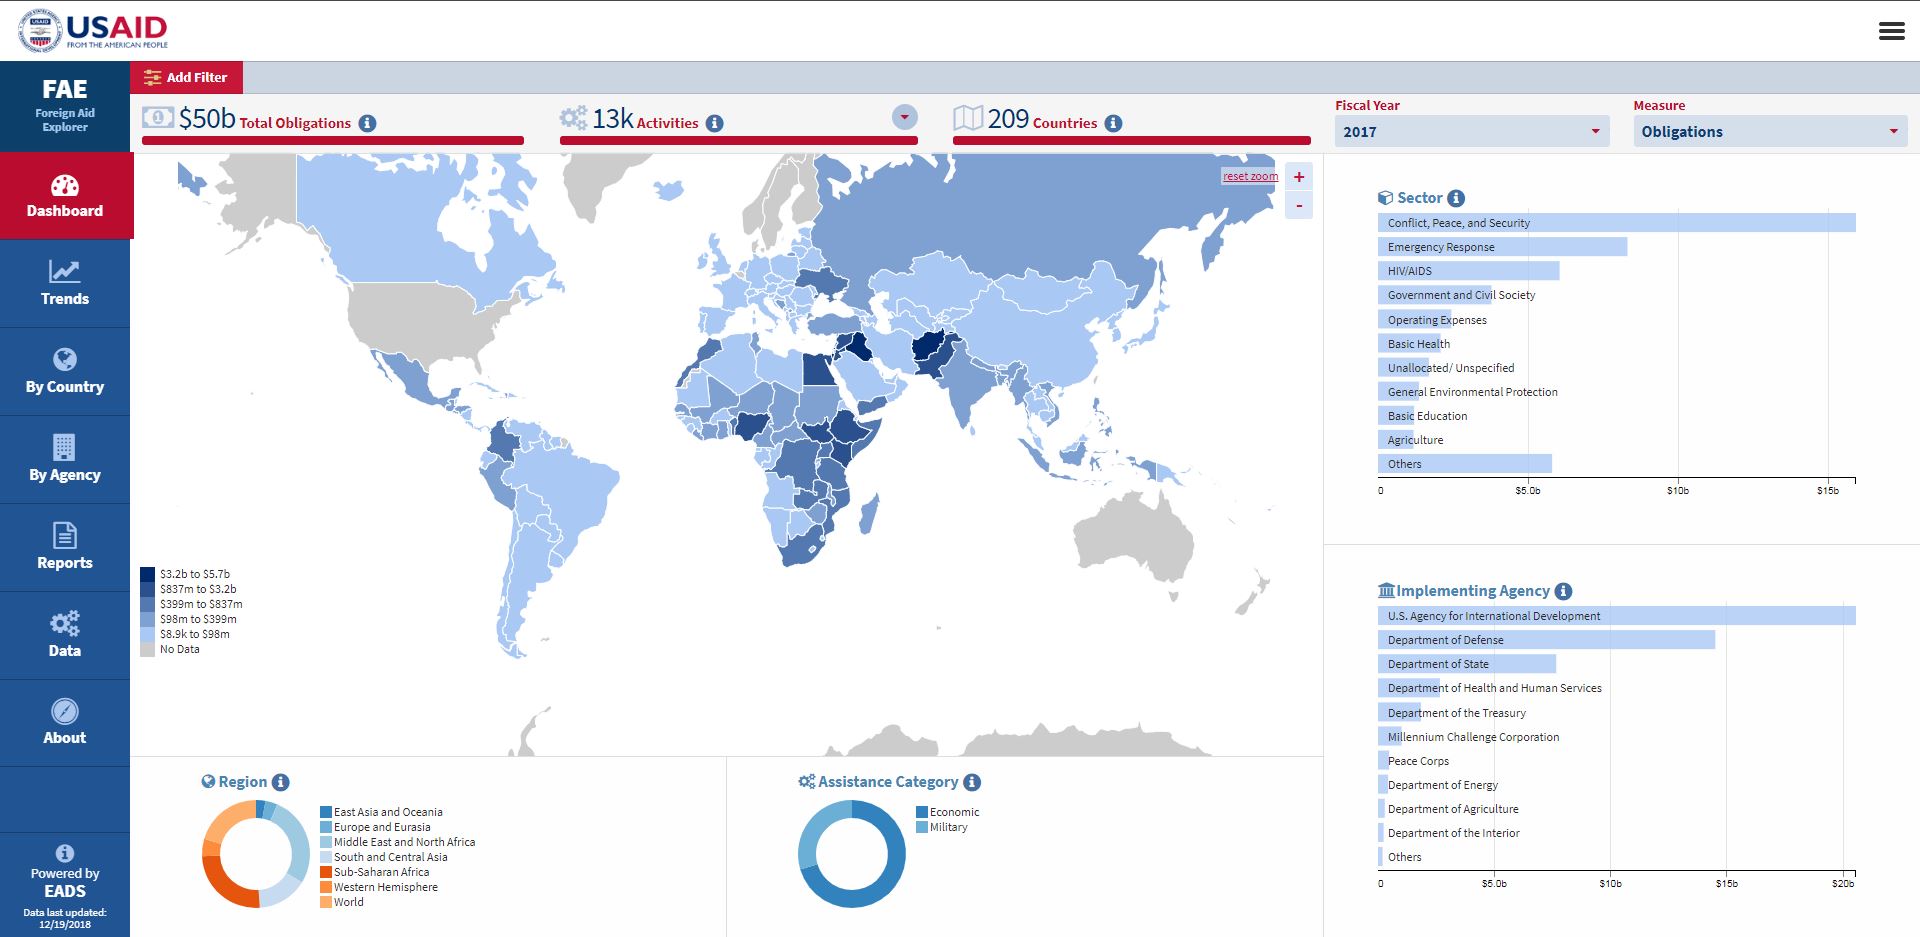 USAID
FROM THE AMERICAN PEOPLE
FAE
Foreign Aid
Explorer
Dashboard
Trends
By Country
By Agency
Reports
Data
About
Powered by
EADS
Data last updated:
12/19/2018
Add Filter
$50b Total Obligations
13k Activities
209 Countries
Fiscal Year
2017
Measure
Obligations
reset zoom
+
-
$3.2b to $5.7b
$837m to $3.2b
$399m to $837m
$98m to $399m
$8.9k to $98m
No Data
Region
East Asia and Oceania
Europe and Eurasia
Middle East and North Africa
South and Central Asia
Sub-Saharan Africa
Western Hemisphere
World
Assistance Category
Economic
Military
Sector
Conflict, Peace, and Security
Emergency Response
HIV/AIDS
Government and Civil Society
Operating Expenses
Basic Health
Unallocated/ Unspecified
General Environmental Protection
Basic Education
Agriculture
Others
0 $5.0b $10b $15b
Implementing Agency
U.S. Agency for International Development
Department of Defense
Department of State
Department of Health and Human Services
Department of the Treasury
Millennium Challenge Corporation
Peace Corps
Department of Energy
Department of Agriculture
Department of the Interior
Others
0 $5.0b $10b $15b $20b